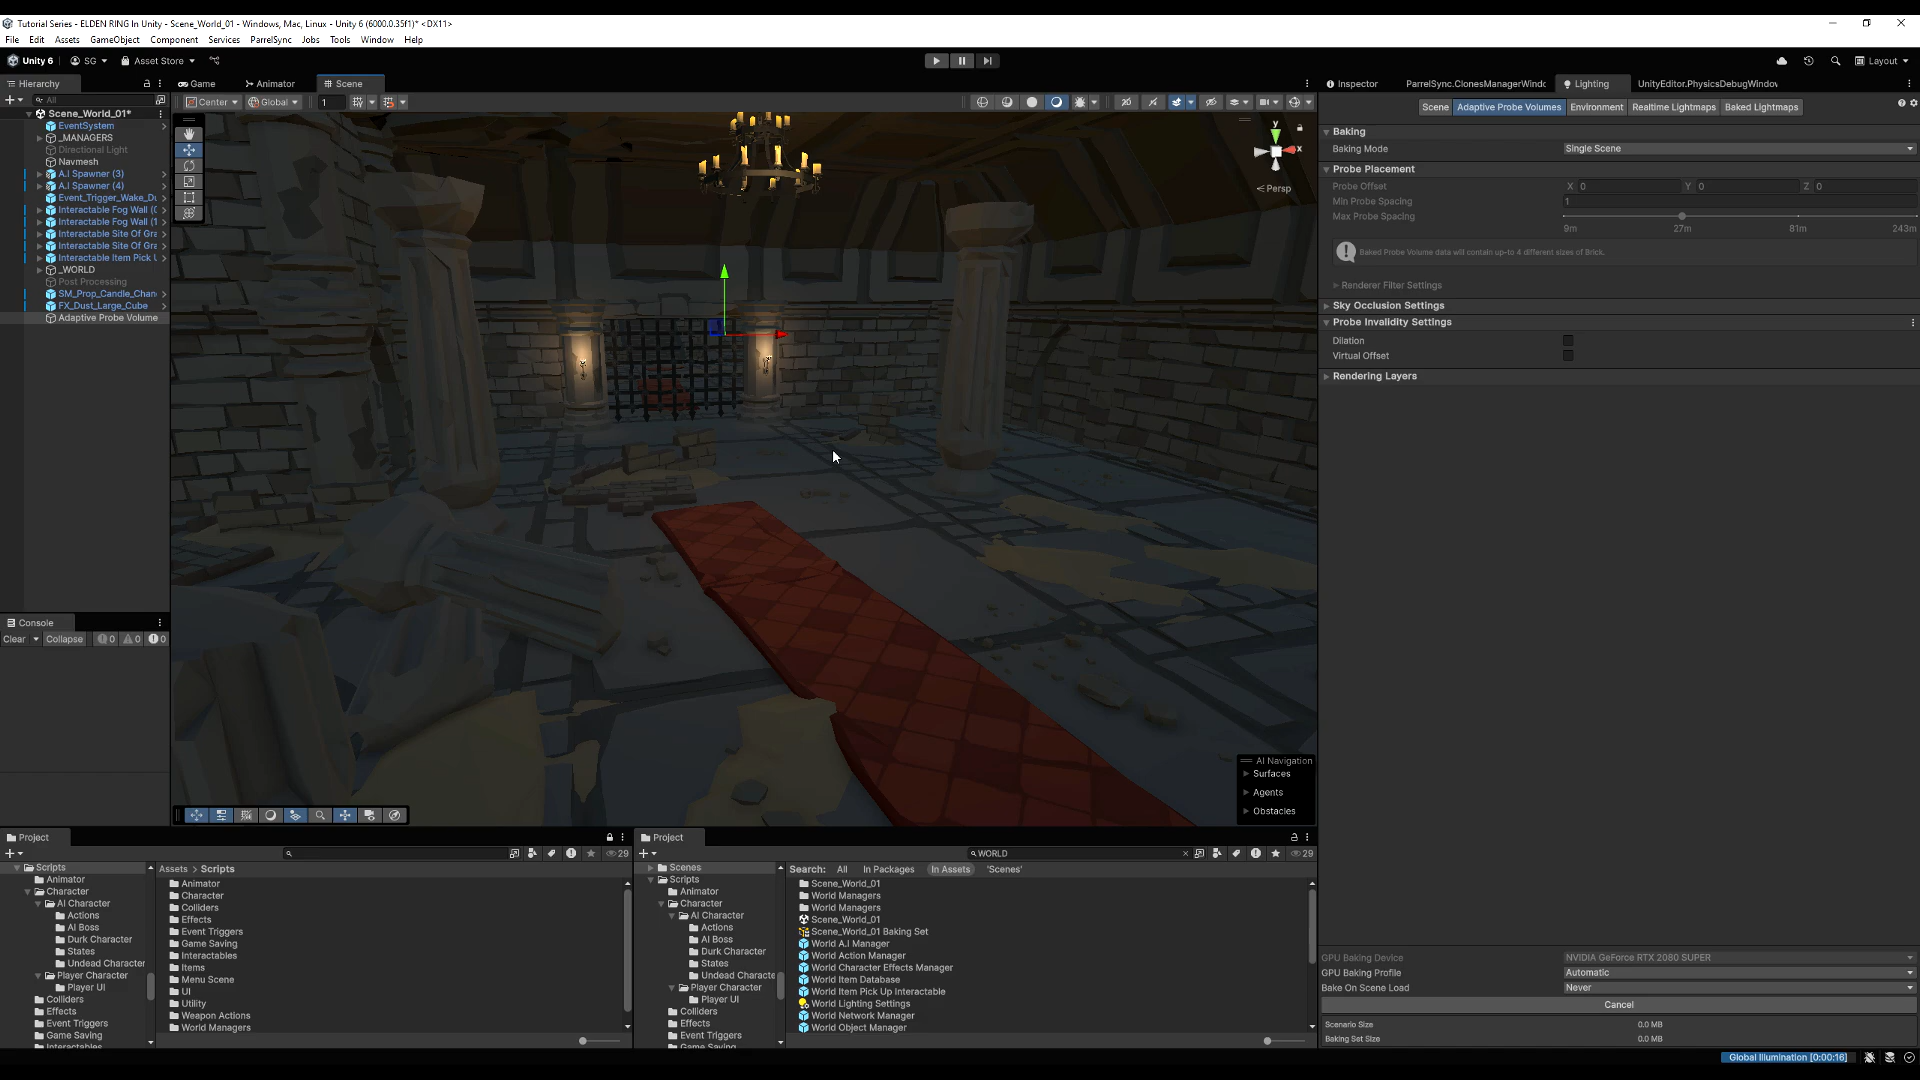 Tutorial Series - ELDEN RING In Unity - Scene_World_01 - Windows, Mac, Linux - Unity 6 (6000.0.35f1)* <DX11>
File Edit Assets GameObject Component Services ParrelSync Jobs Tools Window Help
Unity 6 SG Asset Store Layout
Hierarchy
All
Scene_World_01*
EventSystem
_MANAGERS
Directional Light
Navmesh
A.I Spawner (3)
A.I Spawner (4)
Event_Trigger_Wake_Du
Interactable Fog Wall (0
Interactable Fog Wall (1
Interactable Site Of Gra
Interactable Site Of Gra
Interactable Item Pick U
_WORLD
Post Processing
SM_Prop_Candle_Chan
FX_Dust_Large_Cube
Adaptive Probe Volume
Console
Clear Collapse 0 0 0
Game Animator Scene
Center Global 1
y
x
Persp
AI Navigation
Surfaces
Agents
Obstacles
Inspector ParrelSync.ClonesManagerWindo Lighting UnityEditor.PhysicsDebugWindow
Scene Adaptive Probe Volumes Environment Realtime Lightmaps Baked Lightmaps
Baking
Baking Mode Single Scene
Probe Placement
Probe Offset X 0 Y 0 Z 0
Min Probe Spacing 1
Max Probe Spacing
9m 27m 81m 243m
Baked Probe Volume data will contain up-to 4 different sizes of Brick.
Renderer Filter Settings
Sky Occlusion Settings
Probe Invalidity Settings
Dilation
Virtual Offset
Rendering Layers
GPU Baking Device NVIDIA GeForce RTX 2080 SUPER
GPU Baking Profile Automatic
Bake On Scene Load Never
Cancel
Scenario Size 0.0 MB
Baking Set Size 0.0 MB
Global Illumination [0:00:16]
Project
29
Scripts
Animator
Character
AI Character
Actions
AI Boss
Durk Character
States
Undead Character
Player Character
Player UI
Colliders
Effects
Event Triggers
Game Saving
Interactables
Assets > Scripts
Animator
Character
Colliders
Effects
Event Triggers
Game Saving
Interactables
Items
Menu Scene
UI
Utility
Weapon Actions
World Managers
Project
WORLD
29
Scenes
Scripts
Animator
Character
AI Character
Actions
AI Boss
Durk Character
States
Undead Characte
Player Character
Player UI
Colliders
Effects
Event Triggers
Game Saving
Search: All In Packages In Assets 'Scenes'
Scene_World_01
World Managers
World Managers
Scene_World_01
Scene_World_01 Baking Set
World A.I Manager
World Action Manager
World Character Effects Manager
World Item Database
World Item Pick Up Interactable
World Lighting Settings
World Network Manager
World Object Manager